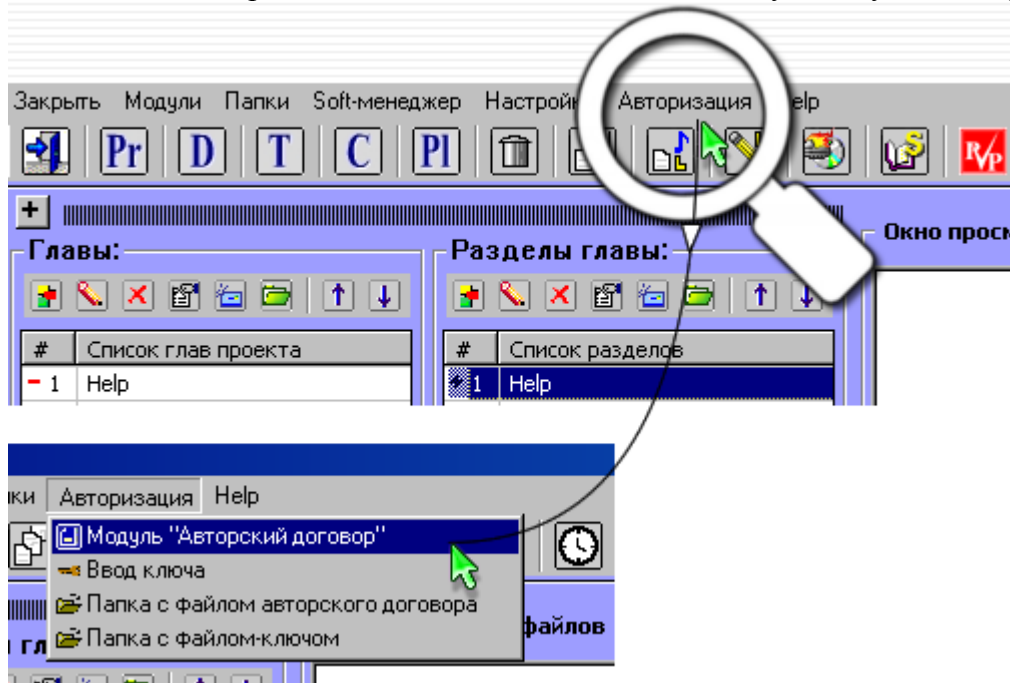 Закрыть Модули Папки Soft-менеджер Настройк Авторизация elp
Pr D T C Pl R/P
+
Главы: Разделы главы: Окно просм
# Список глав проекта # Список разделов
1 Help 1 Help
ки Авторизация Help
Модуль "Авторский договор"
Ввод ключа
Папка с файлом авторского договора
Папка с файлом-ключом файлов
гл